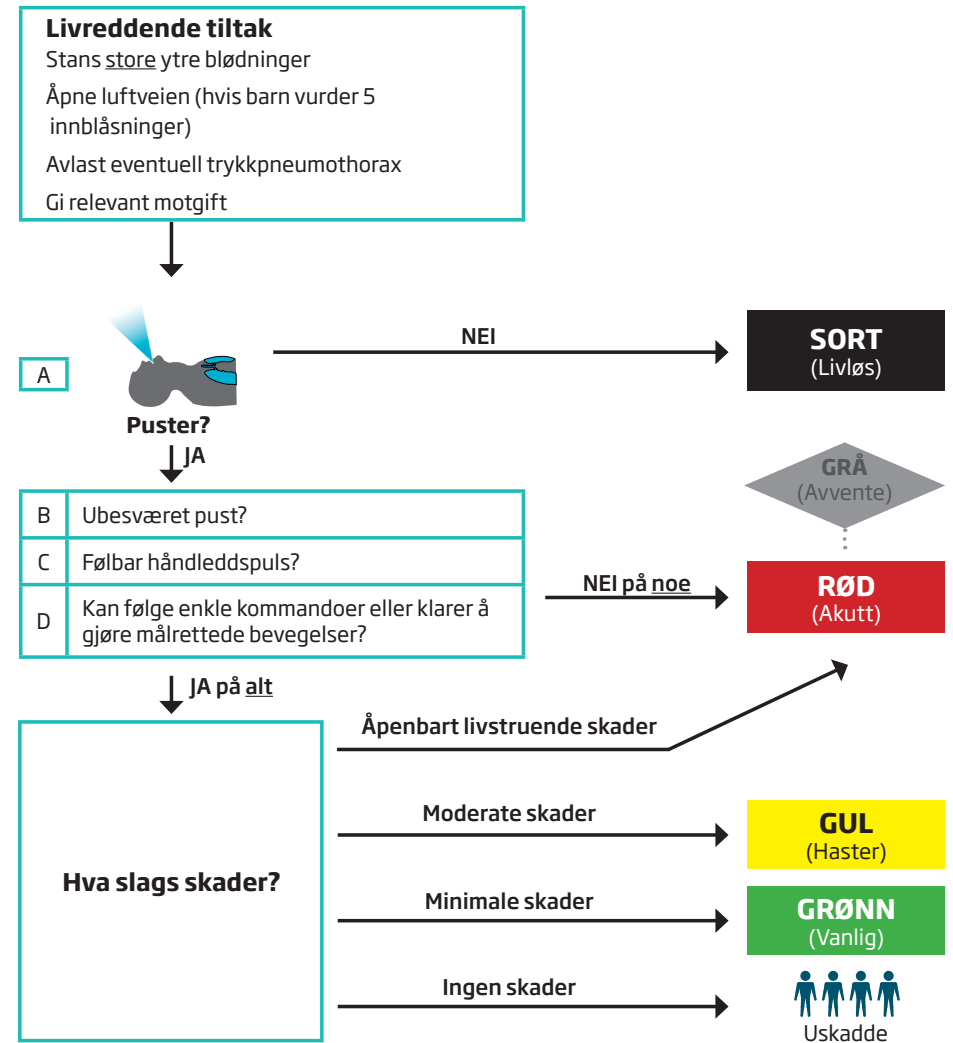 Livreddende tiltak
Stans store ytre blødninger
Åpne luftveien (hvis barn vurder 5
innblåsninger)
Avlast eventuell trykkpneumothorax
Gi relevant motgift
NEI
SORT
(Livløs)
A
Puster?
JA
GRÅ
(Avvente)
B Ubesværet pust?
C Følbar håndleddspuls?
D Kan følge enkle kommandoer eller klarer å
gjøre målrettede bevegelser?
NEI på noe
RØD
(Akutt)
JA på alt
Hva slags skader?
Åpenbart livstruende skader
Moderate skader
GUL
(Haster)
Minimale skader
GRØNN
(Vanlig)
Ingen skader
Uskadde